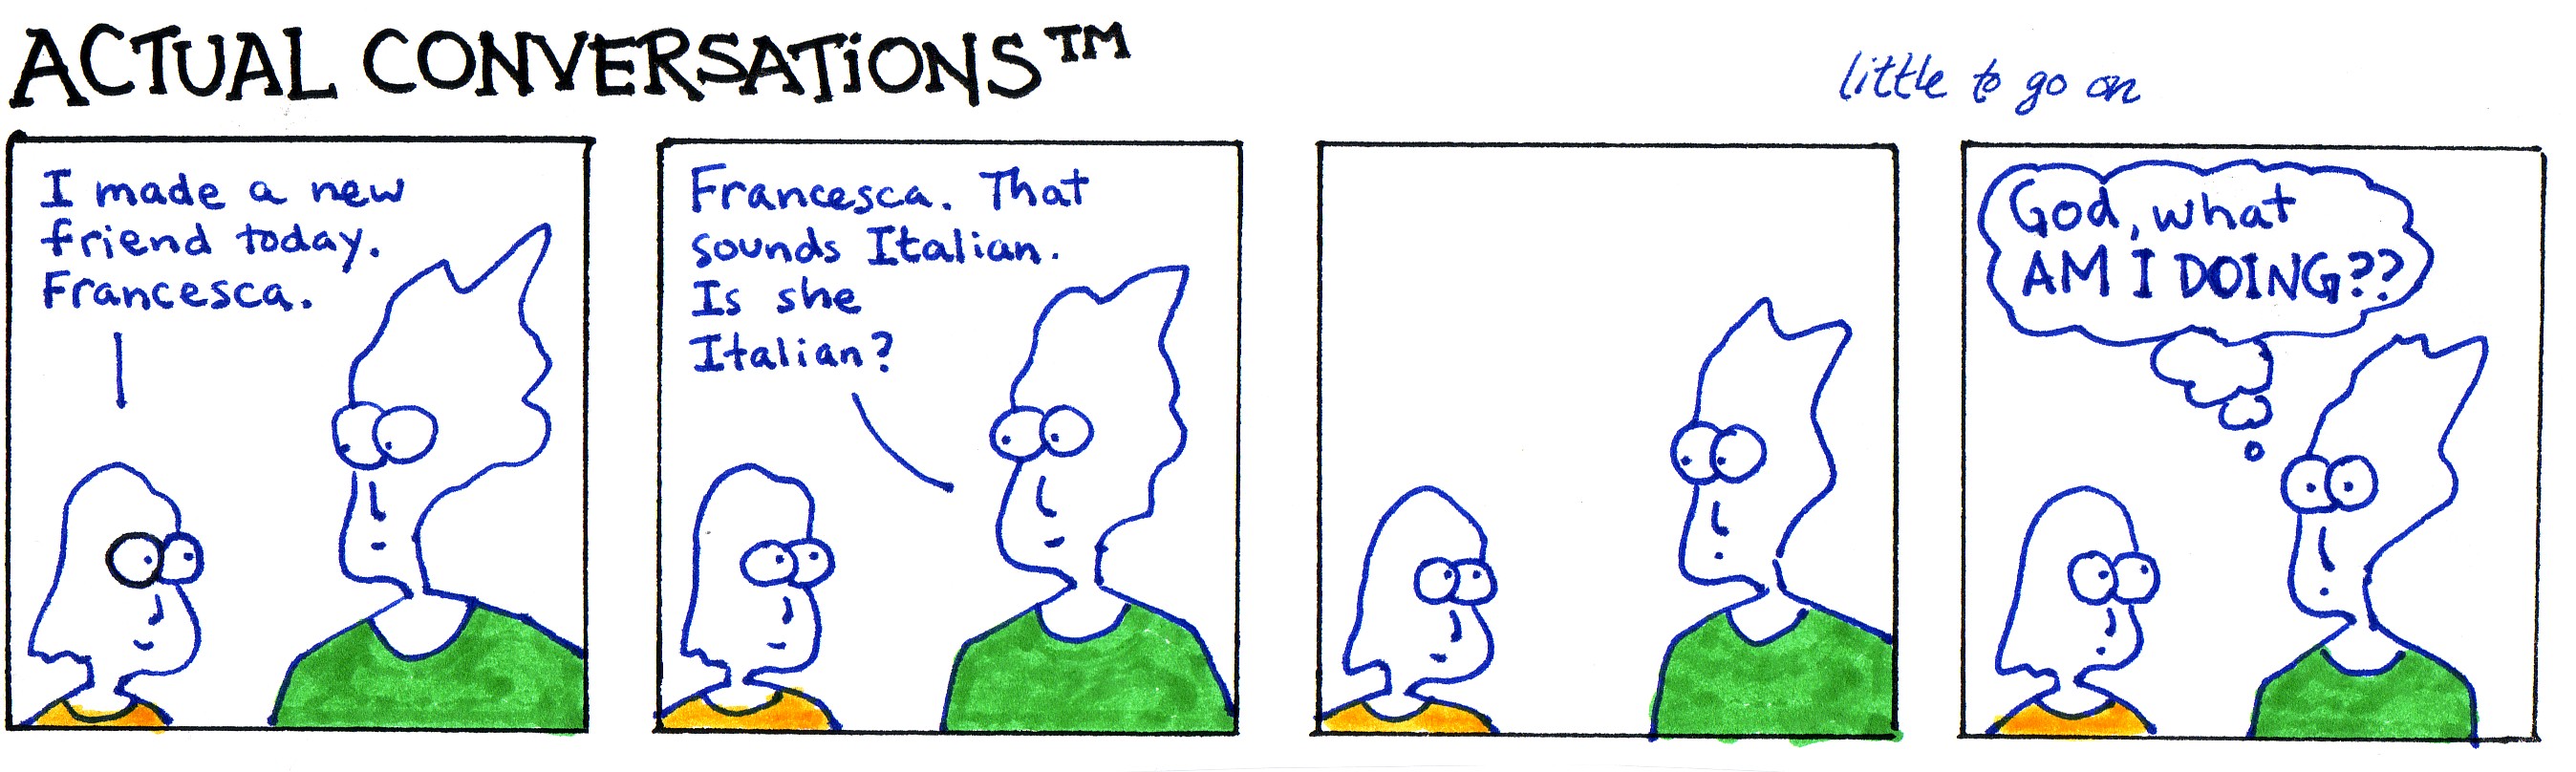 ACTUAL CONVERSATIONS™
little to go on
I made a new
friend today.
Francesca.
Francesca. That
sounds Italian.
Is she
Italian?
God, what
AM I DOING??